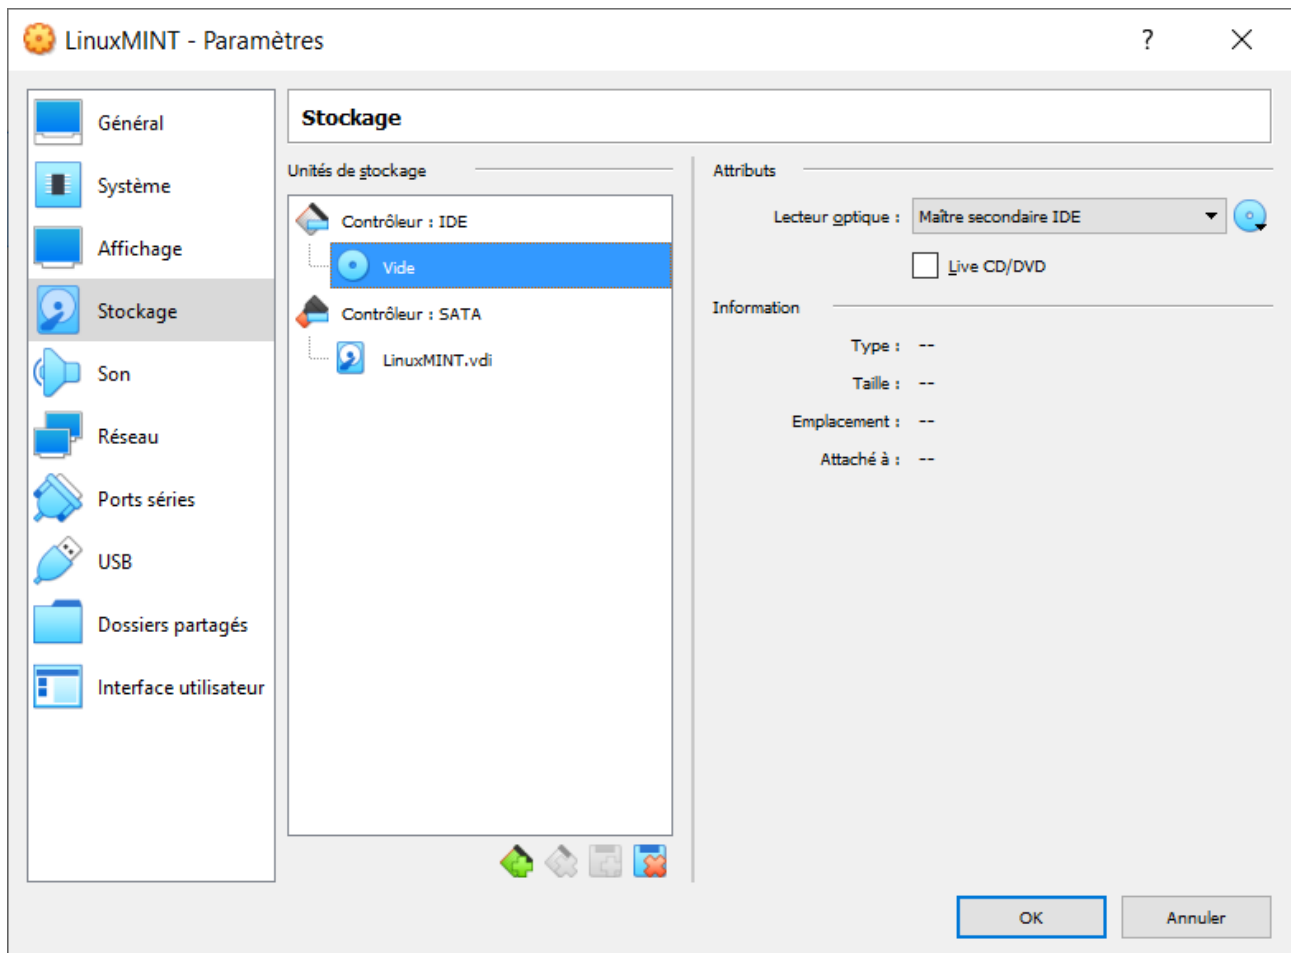 LinuxMINT - Paramètres
?
Général
Système
Affichage
Stockage
Son
Réseau
Ports séries
USB
Dossiers partagés
Interface utilisateur
Stockage
Unités de stockage
Contrôleur : IDE
Vide
Contrôleur : SATA
LinuxMINT.vdi
Attributs
Lecteur optique : Maître secondaire IDE
Live CD/DVD
Information
Type : --
Taille : --
Emplacement : --
Attaché à : --
OK
Annuler